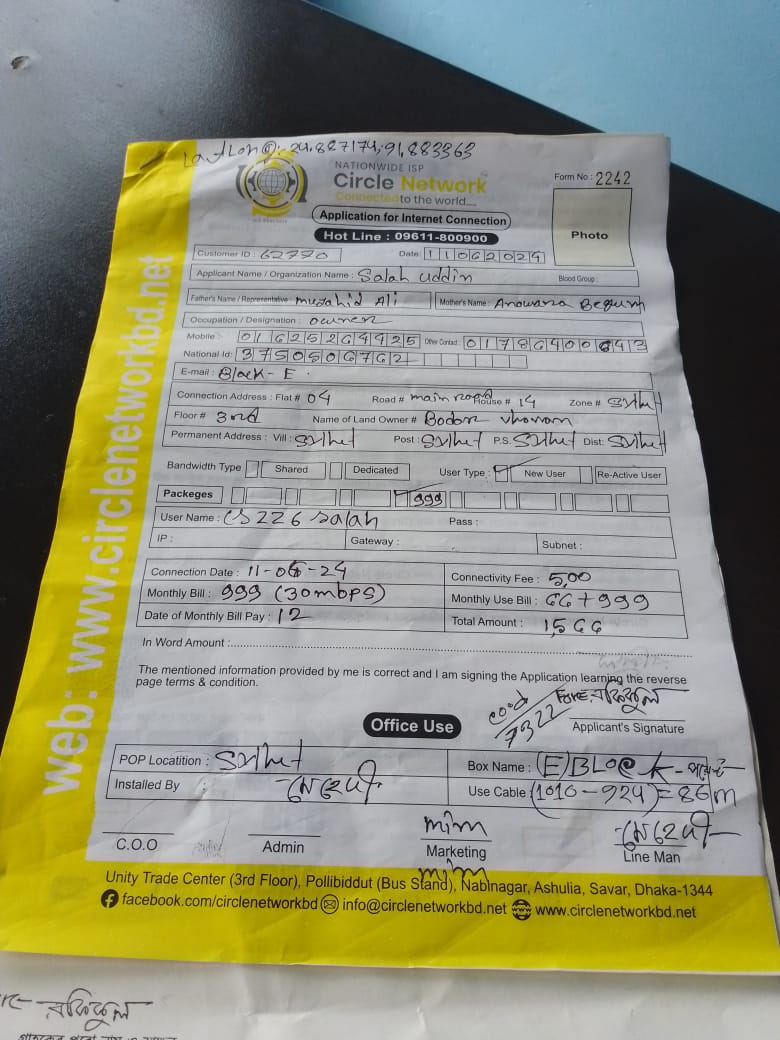 Lat Lon @:-24.887174,91.883363
NATIONWIDE ISP
Circle Network
Connected to the world....
Form No : 2242
Application for Internet Connection
Hot Line : 09611-800900
Photo
Customer ID : 62770 Date: 11062024
Applicant Name / Organization Name : Salah uddin Blood Group :
Father's Name / Representative : Mugahid Ali Mother's Name : Anowara Begum
Occupation / Designation : owner
Mobile : 01625264425 Other Contact : 01786400643
National Id: 3750506762
E-mail : Block-E.
Connection Address : Flat # 04 Road # main road House # 14 Zone # Sylhet
Floor # 3rd Name of Land Owner # Bodor
Permanent Address : Vill : Sylhet Post : Sylhet P.S. Sylhet Dist: Sylhet
Bandwidth Type Shared Dedicated User Type : New User Re-Active User
Packeges 999
User Name : CS226 salah Pass :
IP : Gateway : Subnet :
Connection Date : 11-06-24 Connectivity Fee : 500
Monthly Bill : 999 (30mbps) Monthly Use Bill : 66+999
Date of Monthly Bill Pay : 12 Total Amount : 1,566
In Word Amount :
The mentioned information provided by me is correct and I am signing the Application learning the reverse
page terms & condition.
7322 রফিকুল
Applicant's Signature
Office Use
POP Locatition : Sylhet Box Name : (E) BLock
Installed By Use Cable : (1010-924)=86m
C.O.O Admin mim Marketing Line Man
mim
Unity Trade Center (3rd Floor), Pollibiddut (Bus Stand), Nabinagar, Ashulia, Savar, Dhaka-1344
facebook.com/circlenetworkbd info@circlenetworkbd.net www.circlenetworkbd.net
web: www.circlenetworkbd.net
রফিকুল